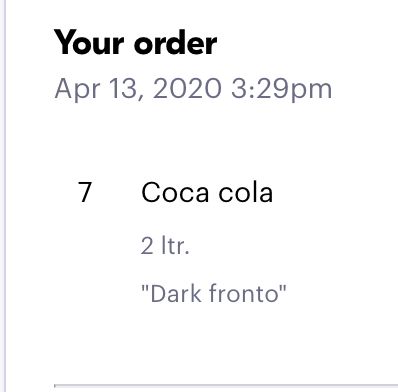 Your order
Apr 13, 2020 3:29pm
7 Coca cola
2 ltr.
"Dark fronto"